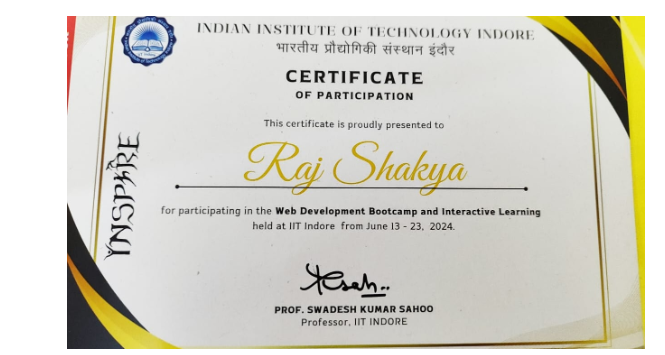 INDIAN INSTITUTE OF TECHNOLOGY INDORE
भारतीय प्रौद्योगिकी संस्थान इंदौर
CERTIFICATE
OF PARTICIPATION
This certificate is proudly presented to
Raj Shakya
for participating in the Web Development Bootcamp and Interactive Learning
held at IIT Indore from June 13 - 23, 2024.
INSPIRE
PROF. SWADESH KUMAR SAHOO
Professor, IIT INDORE